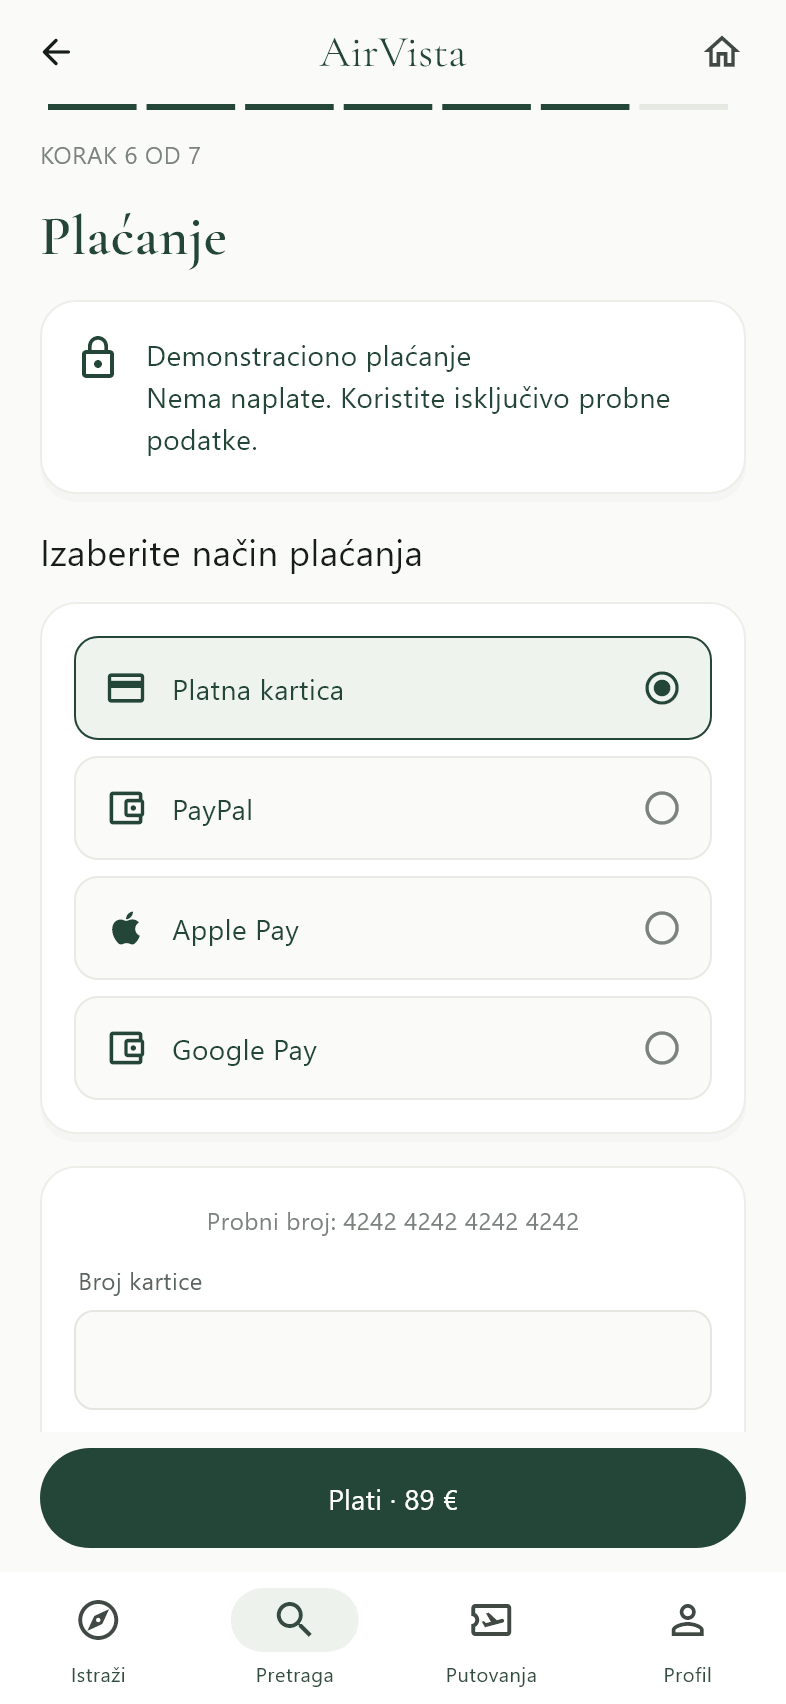 AirVista
KORAK 6 OD 7
Plaćanje
Demonstraciono plaćanje
Nema naplate. Koristite isključivo probne
podatke.
Izaberite način plaćanja
Platna kartica
PayPal
Apple Pay
Google Pay
Probni broj: 4242 4242 4242 4242
Broj kartice
Plati · 89 €
Istraži
Pretraga
Putovanja
Profil